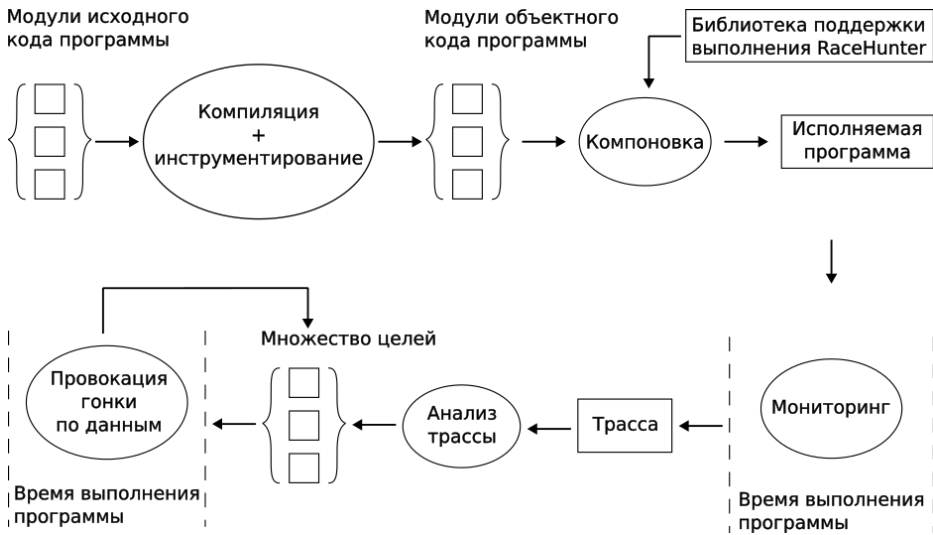 Модули исходного
кода программы
Модули объектного
кода программы
Библиотека поддержки
выполнения RaceHunter
Компиляция
+
инструментирование
Компоновка
Исполняемая
программа
Множество целей
Провокация
гонки
по данным
Анализ
трассы
Трасса
Мониторинг
Время выполнения
программы
Время выполнения
программы